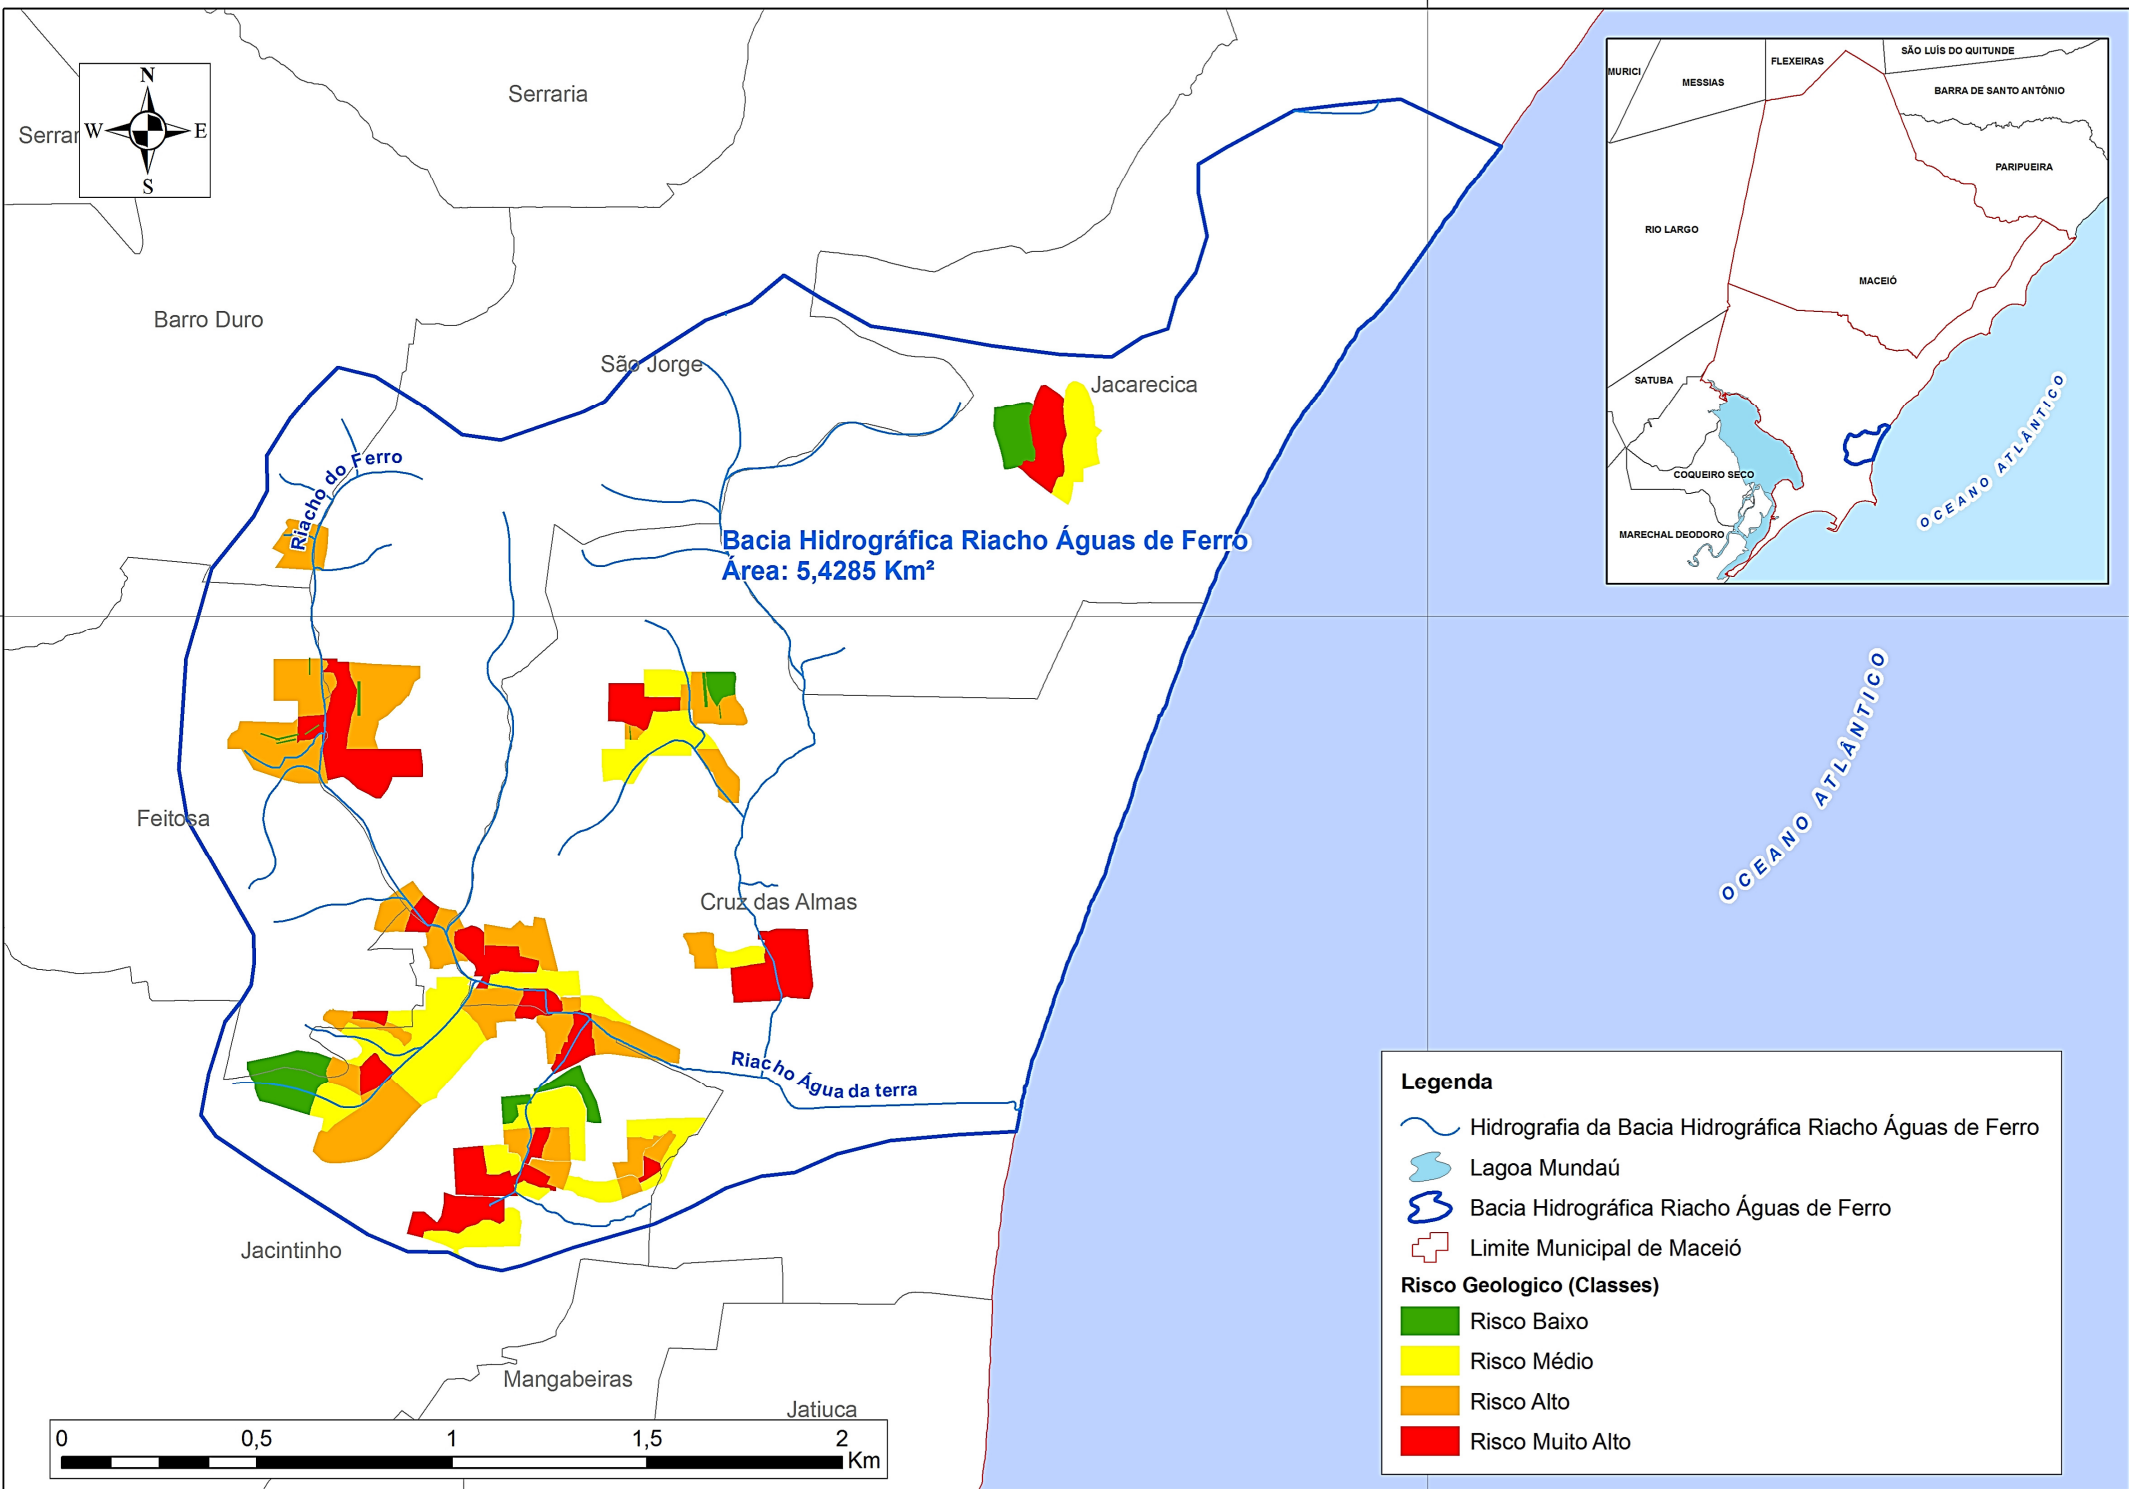 N
W
E
S
Serrar
Serraria
Barro Duro
São Jorge
Jacarecica
Riacho do Ferro
Bacia Hidrográfica Riacho Águas de Ferro
Área: 5,4285 Km²
Feitosa
Cruz das Almas
Riacho Água da terra
Jacintinho
Mangabeiras
Jatiuca
OCEANO ATLÂNTICO
0
0,5
1
1,5
2
Km
MURICI
MESSIAS
FLEXEIRAS
SÃO LUÍS DO QUITUNDE
BARRA DE SANTO ANTÔNIO
PARIPUEIRA
RIO LARGO
MACEIÓ
SATUBA
COQUEIRO SECO
MARECHAL DEODORO
OCEANO ATLÂNTICO
Legenda
Hidrografia da Bacia Hidrográfica Riacho Águas de Ferro
Lagoa Mundaú
Bacia Hidrográfica Riacho Águas de Ferro
Limite Municipal de Maceió
Risco Geologico (Classes)
Risco Baixo
Risco Médio
Risco Alto
Risco Muito Alto